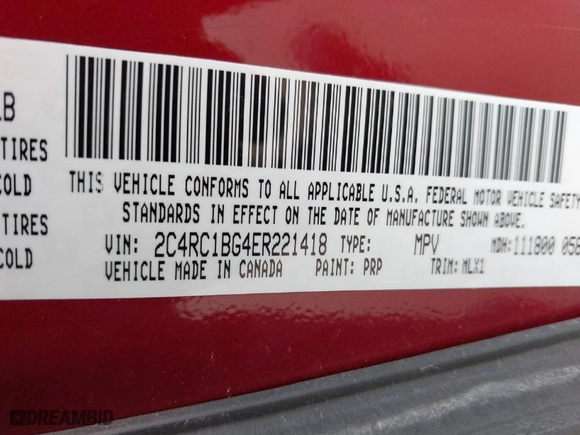 LB
TIRES
COLD
TIRES
COLD
THIS VEHICLE CONFORMS TO ALL APPLICABLE U.S.A. FEDERAL MOTOR VEHICLE SAFETY
STANDARDS IN EFFECT ON THE DATE OF MANUFACTURE SHOWN ABOVE.
VIN: 2C4RC1BG4ER221418 TYPE: MPV MDH: 111800 058
VEHICLE MADE IN CANADA PAINT: PRP TRIM: MLX1
DREAMBID